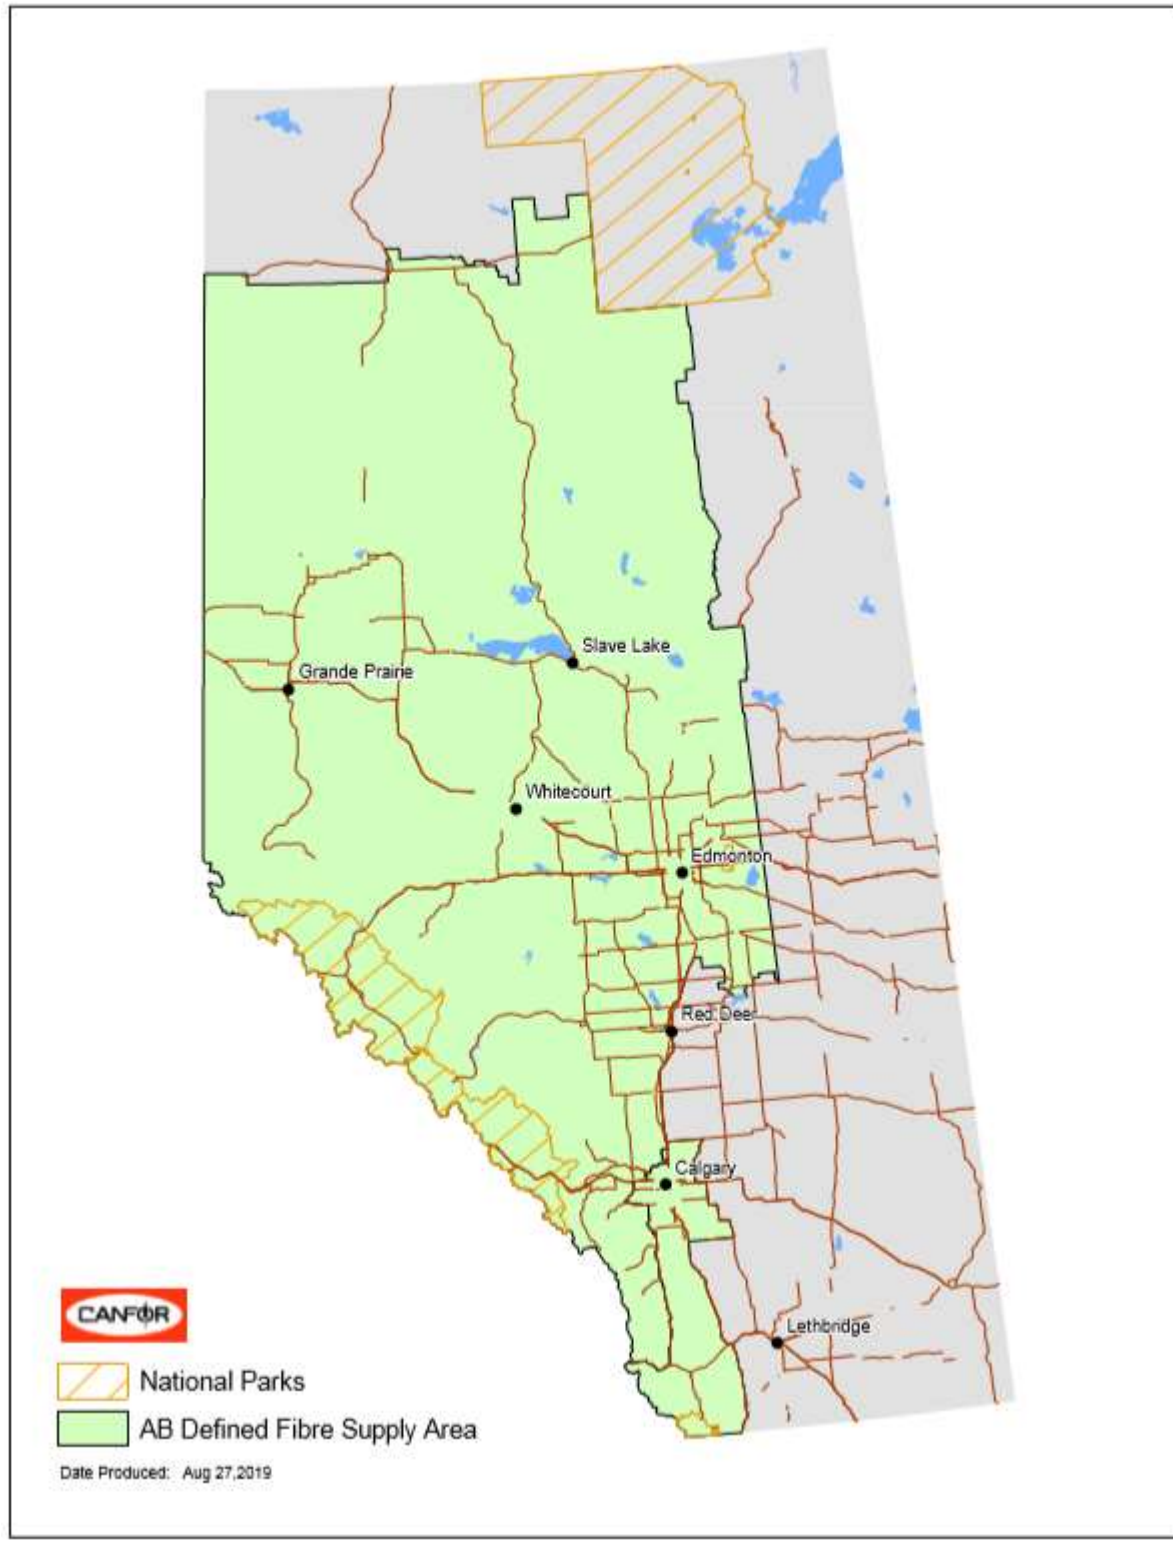 Slave Lake
Grande Prairie
Whitecourt
Edmonton
Red Deer
Calgary
Lethbridge
CANFOR
National Parks
AB Defined Fibre Supply Area
Date Produced: Aug 27,2019